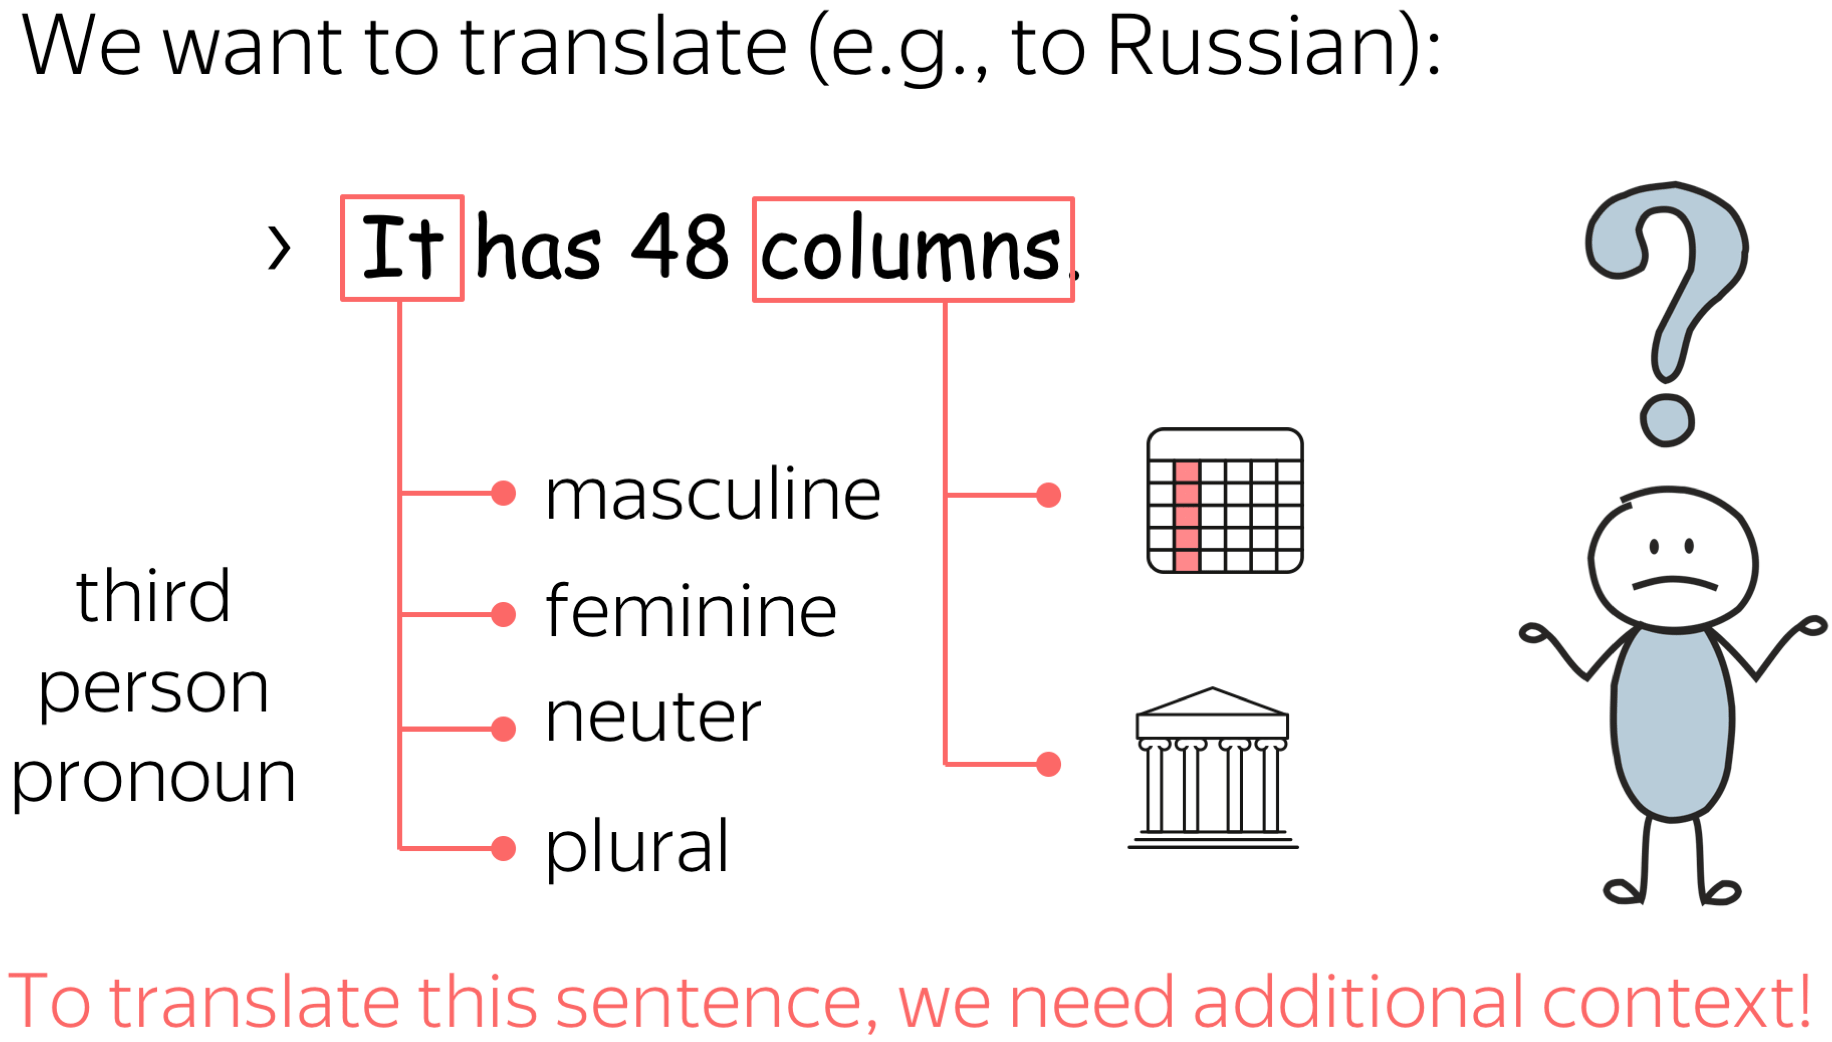 We want to translate (e.g., to Russian):
› It has 48 columns.
masculine
feminine
neuter
plural
third
person
pronoun
To translate this sentence, we need additional context!